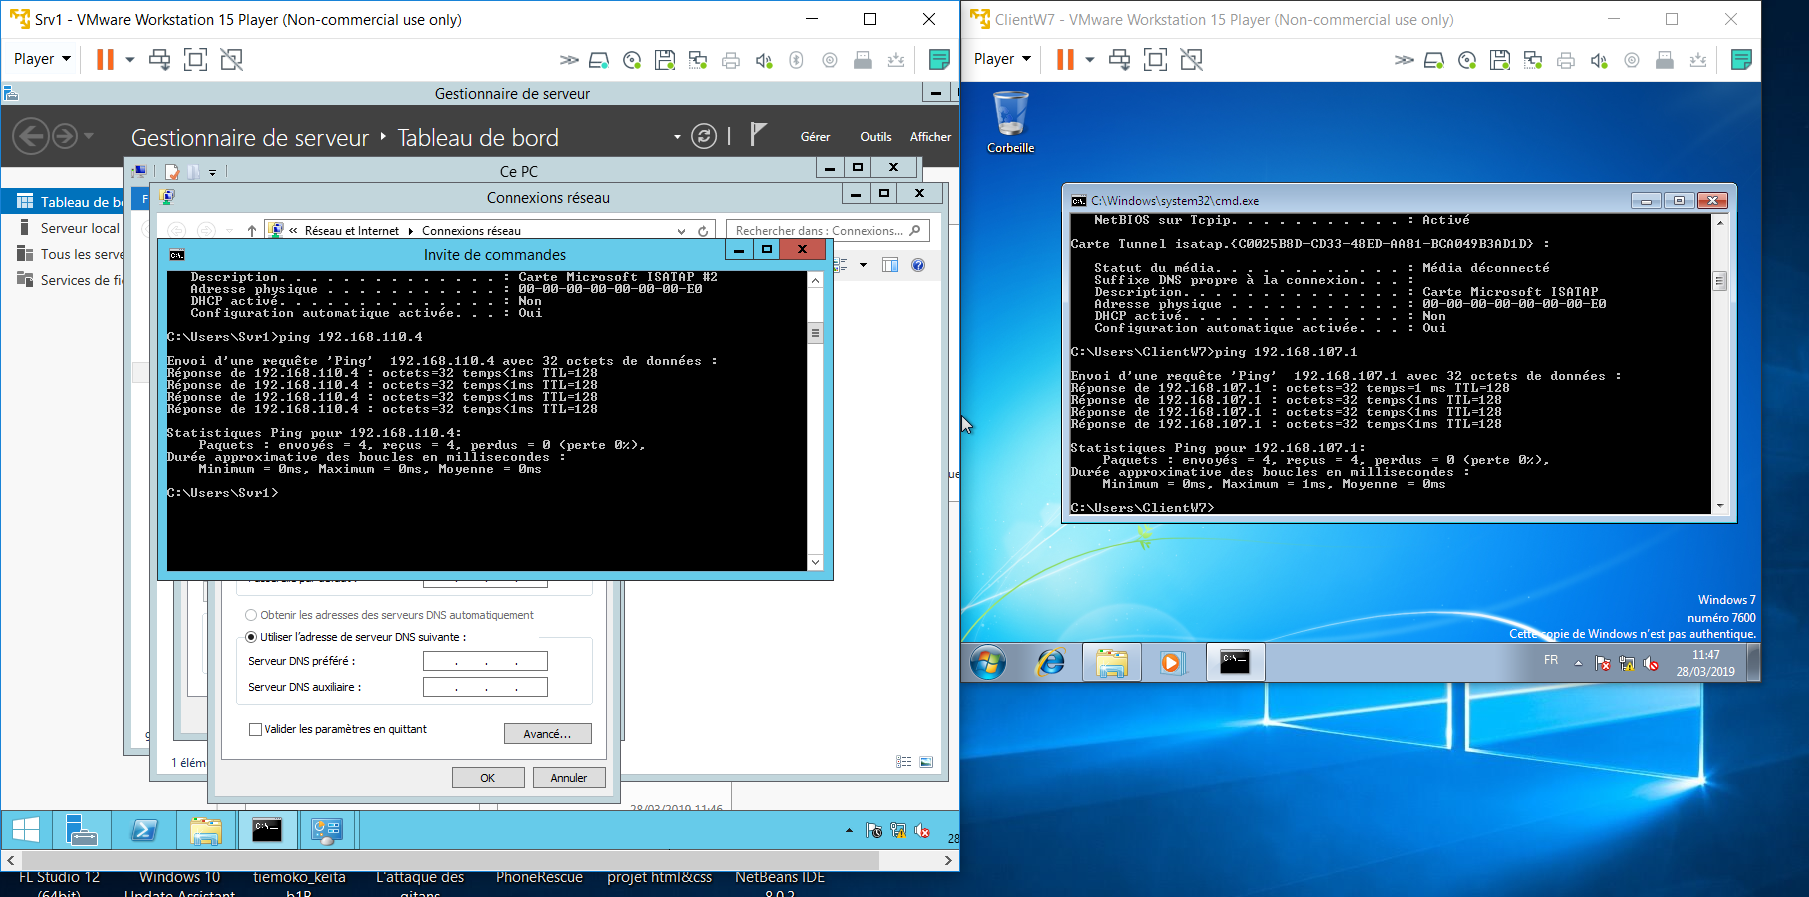 Srv1 - VMware Workstation 15 Player (Non-commercial use only)
Player
Gestionnaire de serveur
Gestionnaire de serveur ‣ Tableau de bord
Gérer Outils Afficher
Ce PC
Tableau de bo
Serveur local
Tous les serve
Services de fic
F
Connexions réseau
« Réseau et Internet ▸ Connexions réseau
Rechercher dans : Connexions...
Invite de commandes
Description. . . . . . . . . . . . . . : Carte Microsoft ISATAP #2
Adresse physique . . . . . . . . . . . : 00-00-00-00-00-00-00-E0
DHCP activé. . . . . . . . . . . . . . : Non
Configuration automatique activée. . . : Oui
C:\Users\Svr1>ping 192.168.110.4
Envoi d'une requête 'Ping'  192.168.110.4 avec 32 octets de données :
Réponse de 192.168.110.4 : octets=32 temps<1ms TTL=128
Réponse de 192.168.110.4 : octets=32 temps<1ms TTL=128
Réponse de 192.168.110.4 : octets=32 temps<1ms TTL=128
Réponse de 192.168.110.4 : octets=32 temps<1ms TTL=128
Statistiques Ping pour 192.168.110.4:
Paquets : envoyés = 4, reçus = 4, perdus = 0 (perte 0%),
Durée approximative des boucles en millisecondes :
Minimum = 0ms, Maximum = 0ms, Moyenne = 0ms
C:\Users\Svr1>
Obtenir les adresses des serveurs DNS automatiquement
Utiliser l'adresse de serveur DNS suivante :
Serveur DNS préféré :
Serveur DNS auxiliaire :
Valider les paramètres en quittant
Avancé...
OK Annuler
1 élém
28/03/2019 11:46
28
FL Studio 12
(64bit)
Windows 10
Update Assistant
tiemoko_keita
b1B
L'attaque des
gitans
PhoneRescue
projet html&css
NetBeans IDE
8.0.2
ClientW7 - VMware Workstation 15 Player (Non-commercial use only)
Player
Corbeille
C:\Windows\system32\cmd.exe
NetBIOS sur Tcpip. . . . . . . . . . . : Activé
Carte Tunnel isatap.{C0025B8D-CD33-48ED-AA81-BCA049B3AD1D} :
Statut du média. . . . . . . . . . . . : Média déconnecté
Suffixe DNS propre à la connexion. . . :
Description. . . . . . . . . . . . . . : Carte Microsoft ISATAP
Adresse physique . . . . . . . . . . . : 00-00-00-00-00-00-00-E0
DHCP activé. . . . . . . . . . . . . . : Non
Configuration automatique activée. . . : Oui
C:\Users\ClientW7>ping 192.168.107.1
Envoi d'une requête 'Ping'  192.168.107.1 avec 32 octets de données :
Réponse de 192.168.107.1 : octets=32 temps=1 ms TTL=128
Réponse de 192.168.107.1 : octets=32 temps<1ms TTL=128
Réponse de 192.168.107.1 : octets=32 temps<1ms TTL=128
Réponse de 192.168.107.1 : octets=32 temps<1ms TTL=128
Statistiques Ping pour 192.168.107.1:
Paquets : envoyés = 4, reçus = 4, perdus = 0 (perte 0%),
Durée approximative des boucles en millisecondes :
Minimum = 0ms, Maximum = 1ms, Moyenne = 0ms
C:\Users\ClientW7>
Windows 7
numéro 7600
Cette copie de Windows n'est pas authentique.
FR
11:47
28/03/2019